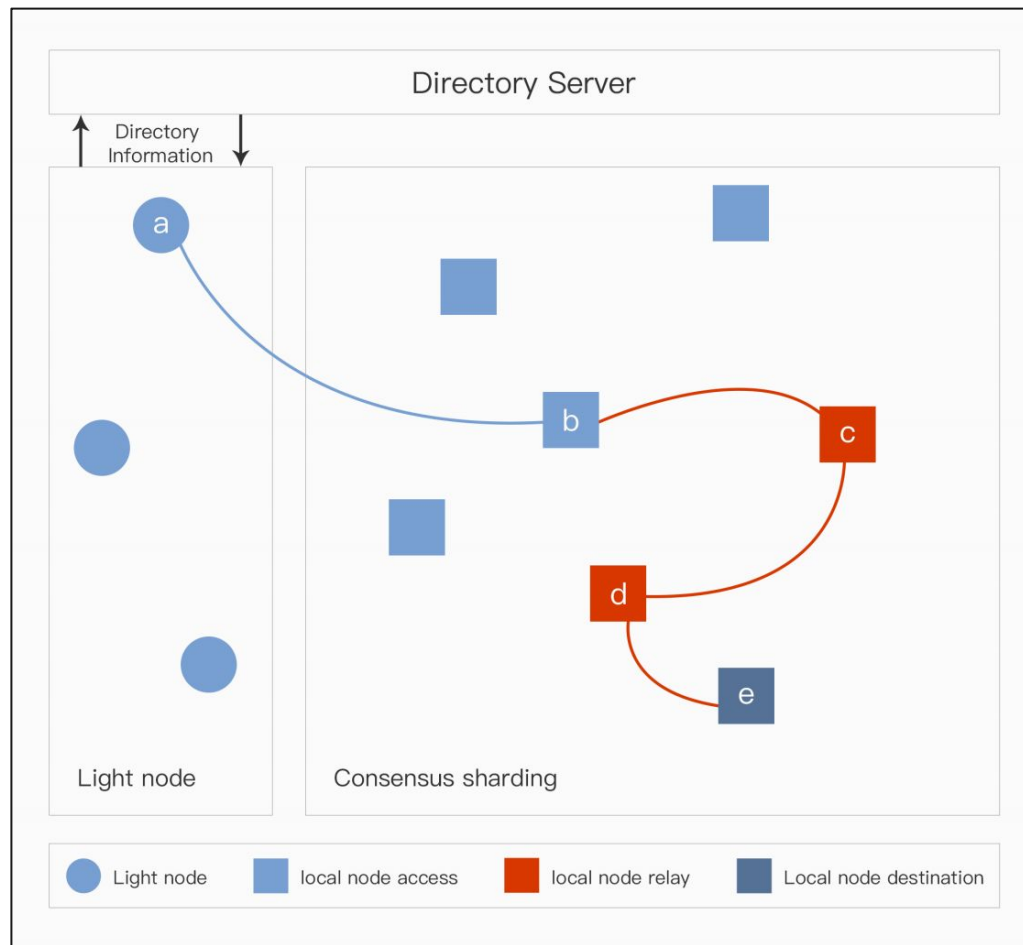 Directory Server
Directory
Information
a
b
c
d
e
Light node
Consensus sharding
Light node
local node access
local node relay
Local node destination